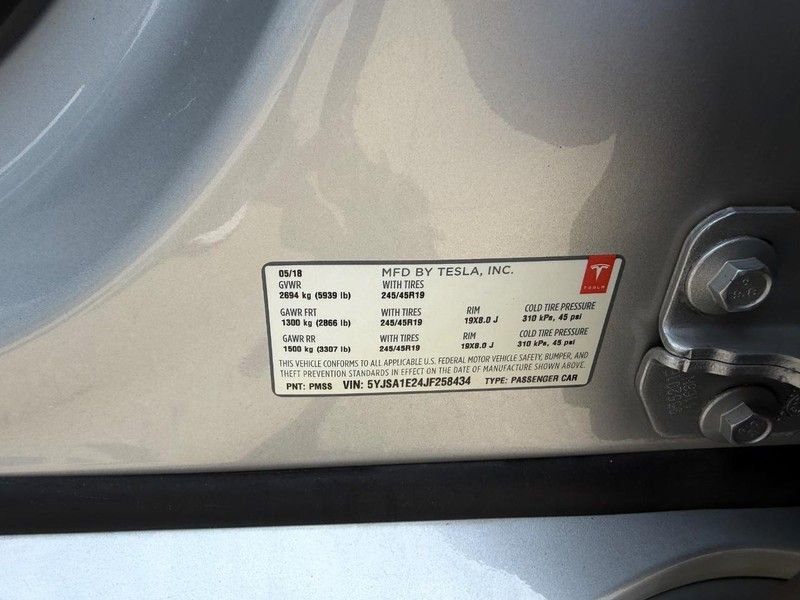 05/18 MFD BY TESLA, INC.
GVWR WITH TIRES
2694 kg (5939 lb) 245/45R19
GAWR FRT WITH TIRES RIM COLD TIRE PRESSURE
1300 kg (2866 lb) 245/45R19 19X8.0 J 310 kPs, 45 psi
GAWR RR WITH TIRES RIM COLD TIRE PRESSURE
1500 kg (3307 lb) 245/45R19 19X8.0 J 310 kPs, 45 psi
THIS VEHICLE CONFORMS TO ALL APPLICABLE U.S. FEDERAL MOTOR VEHICLE SAFETY, BUMPER, AND
THEFT PREVENTION STANDARDS IN EFFECT ON THE DATE OF MANUFACTURE SHOWN ABOVE.
PNT: PMSS VIN: 5YJSA1E24JF258434 TYPE: PASSENGER CAR
TESLA